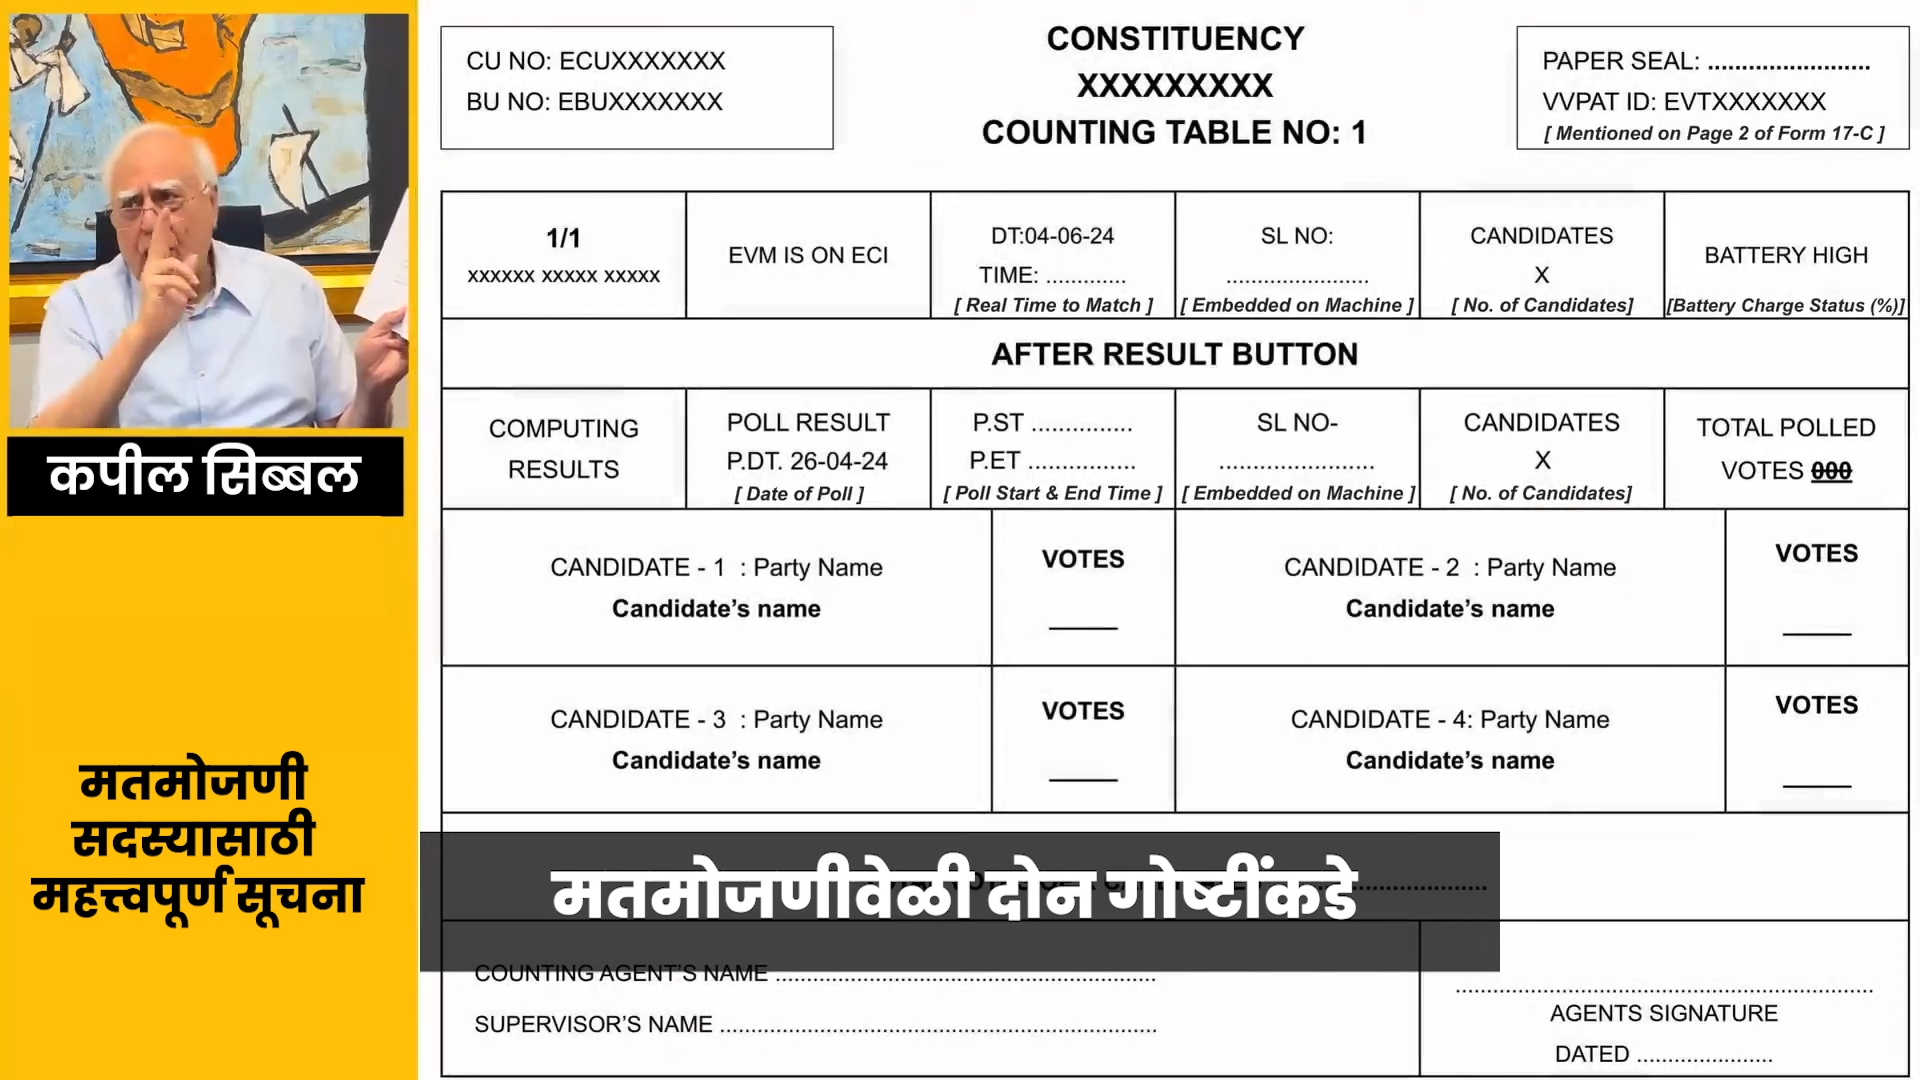 कपील सिब्बल
मतमोजणी
सदस्यासाठी
महत्त्वपूर्ण सूचना
CU NO: ECUXXXXXXX
BU NO: EBUXXXXXXX
CONSTITUENCY
XXXXXXXXX
COUNTING TABLE NO: 1
PAPER SEAL: ........................
VVPAT ID: EVTXXXXXXX
[ Mentioned on Page 2 of Form 17-C ]
1/1
xxxxxx xxxxx xxxxx
EVM IS ON ECI
DT:04-06-24
TIME: .............
[ Real Time to Match ]
SL NO:
.......................
[ Embedded on Machine ]
CANDIDATES
X
[ No. of Candidates]
BATTERY HIGH
[Battery Charge Status (%)]
AFTER RESULT BUTTON
COMPUTING
RESULTS
POLL RESULT
P.DT. 26-04-24
[ Date of Poll ]
P.ST ...............
P.ET .................
[ Poll Start & End Time ]
SL NO-
.........................
[ Embedded on Machine ]
CANDIDATES
X
[ No. of Candidates]
TOTAL POLLED
VOTES 000
CANDIDATE - 1 : Party Name
Candidate’s name
VOTES
_____
CANDIDATE - 2 : Party Name
Candidate’s name
VOTES
_____
CANDIDATE - 3 : Party Name
Candidate’s name
VOTES
_____
CANDIDATE - 4: Party Name
Candidate’s name
VOTES
_____
मतमोजणीवेळी दोन गोष्टींकडे
COUNTING AGENT’S NAME .............................................................
SUPERVISOR’S NAME ......................................................................
...................................................................
AGENTS SIGNATURE
DATED ......................